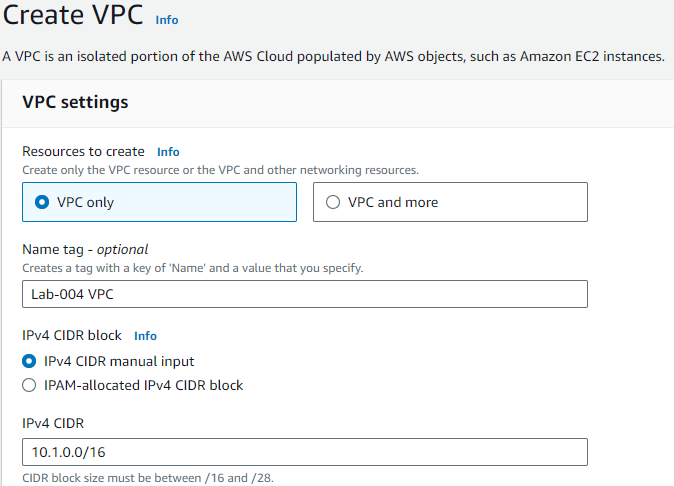 Create VPC Info
A VPC is an isolated portion of the AWS Cloud populated by AWS objects, such as Amazon EC2 instances.
VPC settings
Resources to create Info
Create only the VPC resource or the VPC and other networking resources.
VPC only
VPC and more
Name tag - optional
Creates a tag with a key of 'Name' and a value that you specify.
Lab-004 VPC
IPv4 CIDR block Info
IPv4 CIDR manual input
IPAM-allocated IPv4 CIDR block
IPv4 CIDR
10.1.0.0/16
CIDR block size must be between /16 and /28.